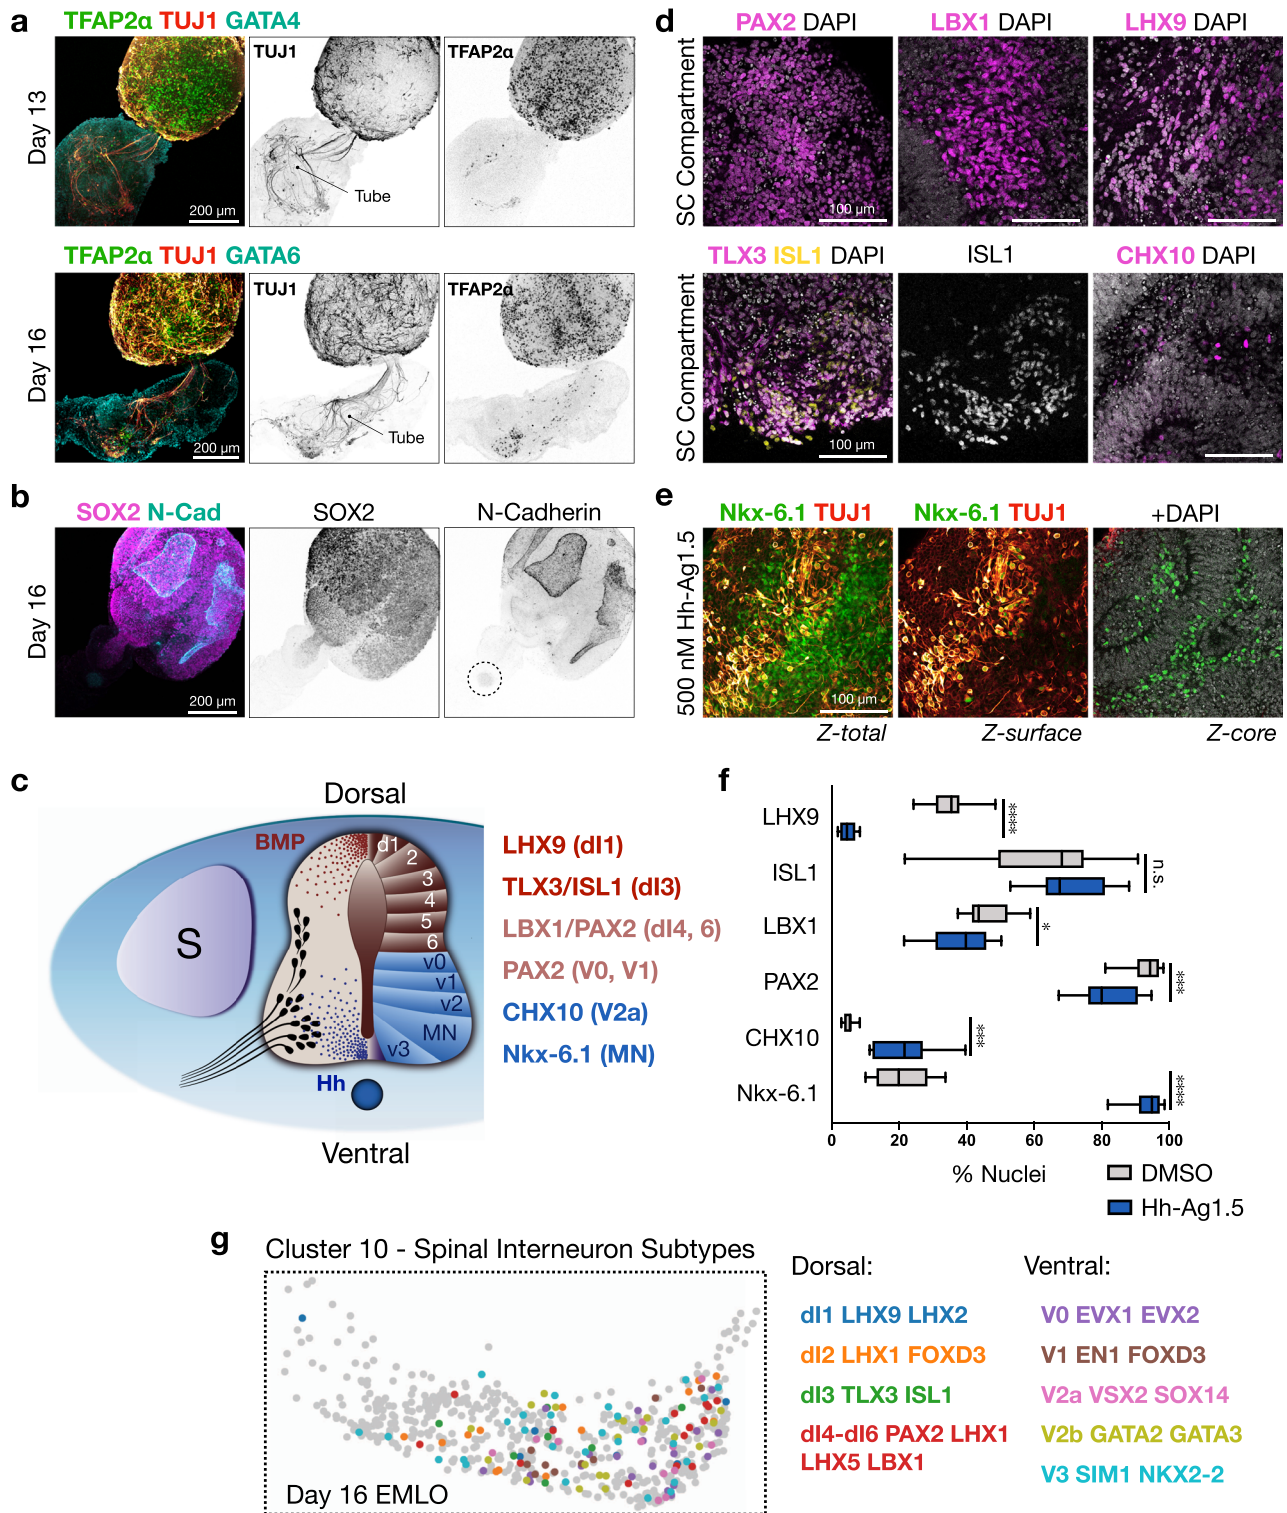 a
TFAP2α TUJ1 GATA4
Day 13
TUJ1
TFAP2α
Tube
200 µm
TFAP2α TUJ1 GATA6
Day 16
TUJ1
TFAP2α
Tube
200 µm
b
SOX2 N-Cad
SOX2
N-Cadherin
Day 16
200 µm
c
Dorsal
BMP
d1
2
3
4
5
6
v0
v1
v2
MN
v3
S
Hh
Ventral
LHX9 (dI1)
TLX3/ISL1 (dI3)
LBX1/PAX2 (dI4, 6)
PAX2 (V0, V1)
CHX10 (V2a)
Nkx-6.1 (MN)
d
PAX2 DAPI
LBX1 DAPI
LHX9 DAPI
SC Compartment
100 µm
TLX3 ISL1 DAPI
ISL1
CHX10 DAPI
SC Compartment
100 µm
e
Nkx-6.1 TUJ1
Nkx-6.1 TUJ1
+DAPI
500 nM Hh-Ag1.5
100 µm
Z-total
Z-surface
Z-core
f
LHX9
****
ISL1
n.s.
LBX1
*
PAX2
***
CHX10
***
Nkx-6.1
****
0 20 40 60 80 100
% Nuclei
DMSO
Hh-Ag1.5
g
Cluster 10 - Spinal Interneuron Subtypes
Day 16 EMLO
Dorsal:
dI1 LHX9 LHX2
dI2 LHX1 FOXD3
dI3 TLX3 ISL1
dI4-dI6 PAX2 LHX1
LHX5 LBX1
Ventral:
V0 EVX1 EVX2
V1 EN1 FOXD3
V2a VSX2 SOX14
V2b GATA2 GATA3
V3 SIM1 NKX2-2